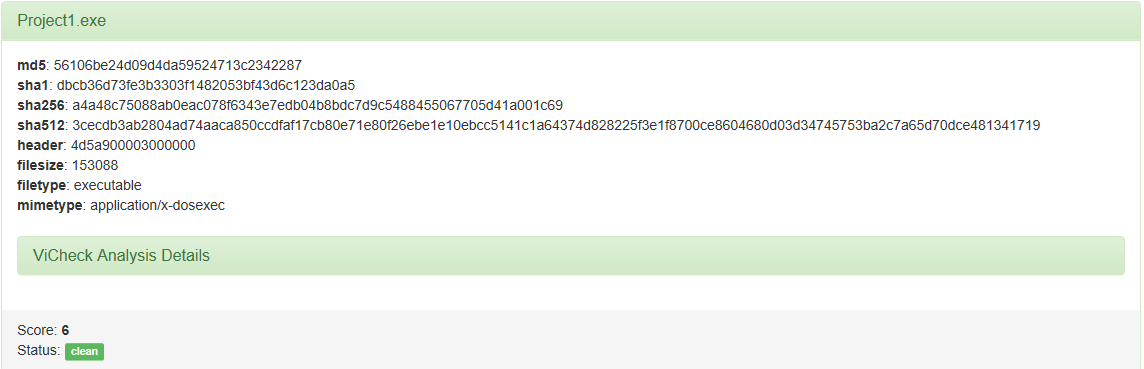 Project1.exe
md5: 56106be24d09d4da59524713c2342287
sha1: dbcb36d73fe3b3303f1482053bf43d6c123da0a5
sha256: a4a48c75088ab0eac078f6343e7edb04b8bdc7d9c5488455067705d41a001c69
sha512: 3cecdb3ab2804ad74aaca850ccdfaf17cb80e71e80f26ebe1e10ebcc5141c1a64374d828225f3e1f8700ce8604680d03d34745753ba2c7a65d70dce481341719
header: 4d5a900003000000
filesize: 153088
filetype: executable
mimetype: application/x-dosexec
ViCheck Analysis Details
Score: 6
Status: clean